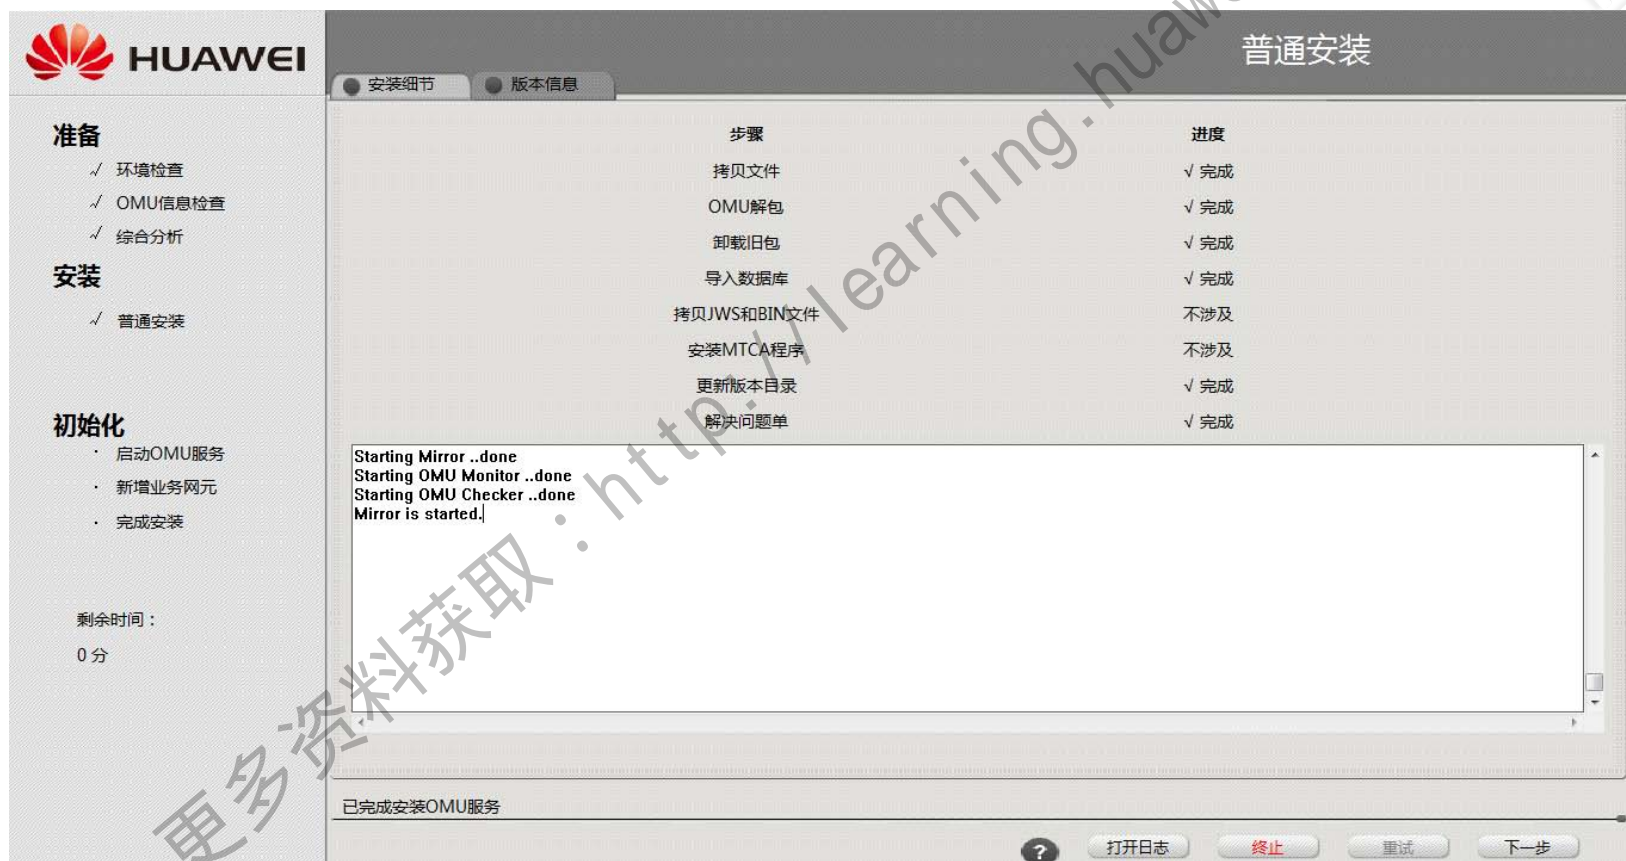 HUAWEI
普通安装
安装细节 版本信息
准备
√ 环境检查
√ OMU信息检查
√ 综合分析
安装
√ 普通安装
初始化
· 启动OMU服务
· 新增业务网元
· 完成安装
剩余时间：
0 分
步骤 进度
拷贝文件 √ 完成
OMU解包 √ 完成
卸载旧包 √ 完成
导入数据库 √ 完成
拷贝JWS和BIN文件 不涉及
安装MTCA程序 不涉及
更新版本目录 √ 完成
解决问题单 √ 完成
Starting Mirror ..done
Starting OMU Monitor ..done
Starting OMU Checker ..done
Mirror is started.
已完成安装OMU服务
? 打开日志 终止 重试 下一步
更多资料获取：http://learning.huaw